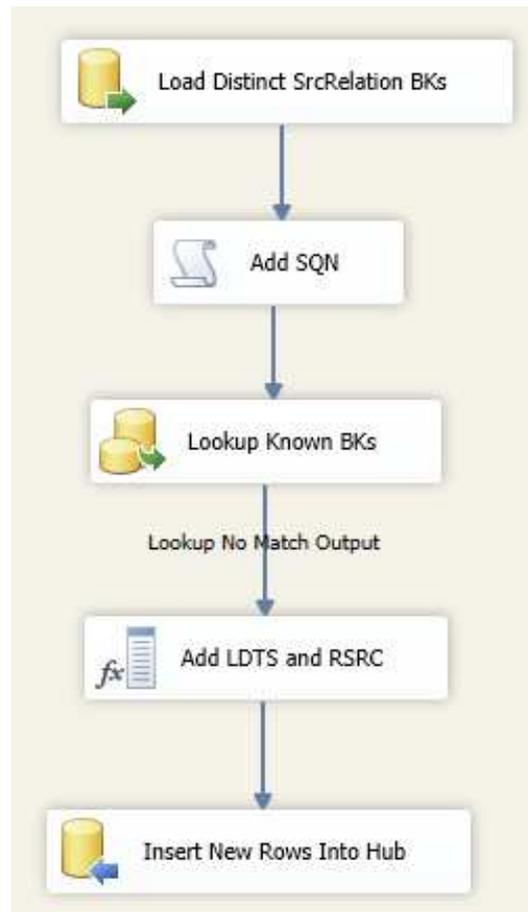 Load Distinct SrcRelation BKs
Add SQN
Lookup Known BKs
Lookup No Match Output
fx Add LDTS and RSRC
Insert New Rows Into Hub